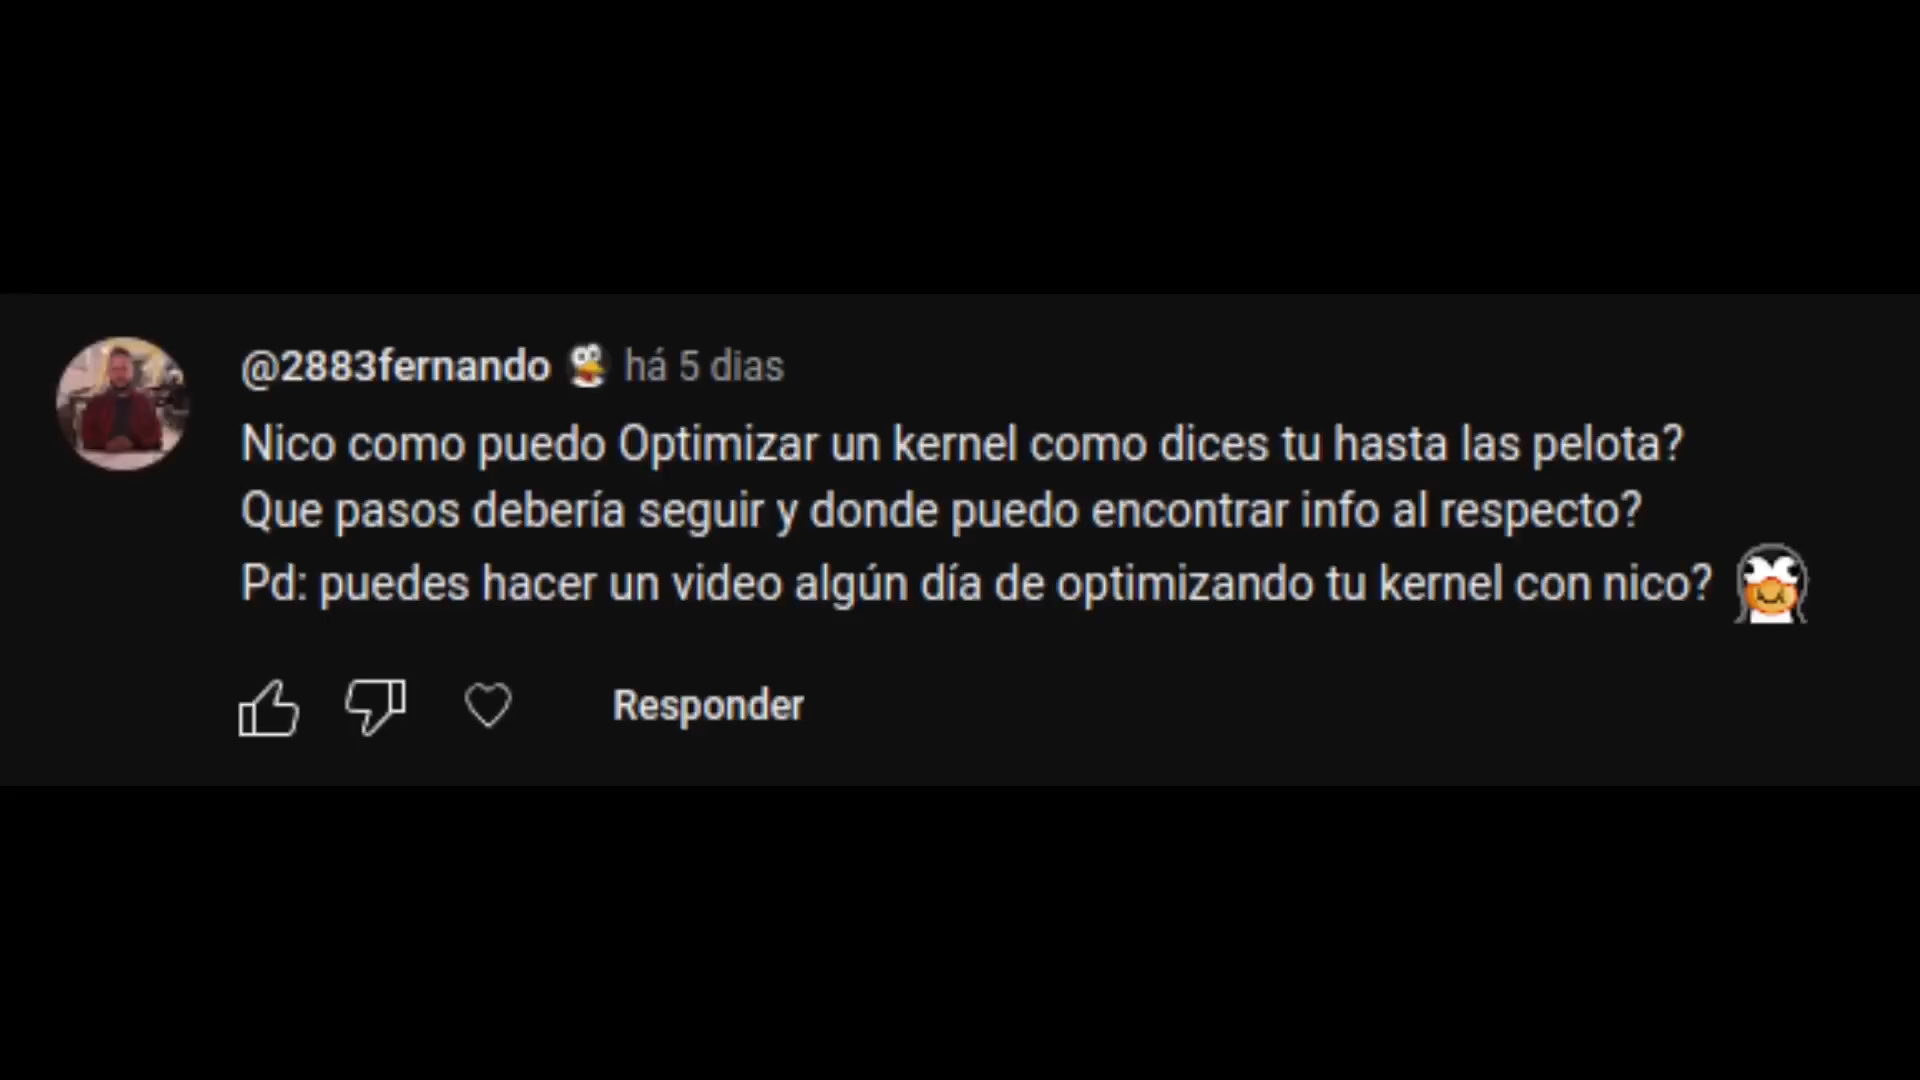 @2883fernando há 5 dias
Nico como puedo Optimizar un kernel como dices tu hasta las pelota?
Que pasos debería seguir y donde puedo encontrar info al respecto?
Pd: puedes hacer un video algún día de optimizando tu kernel con nico?
Responder